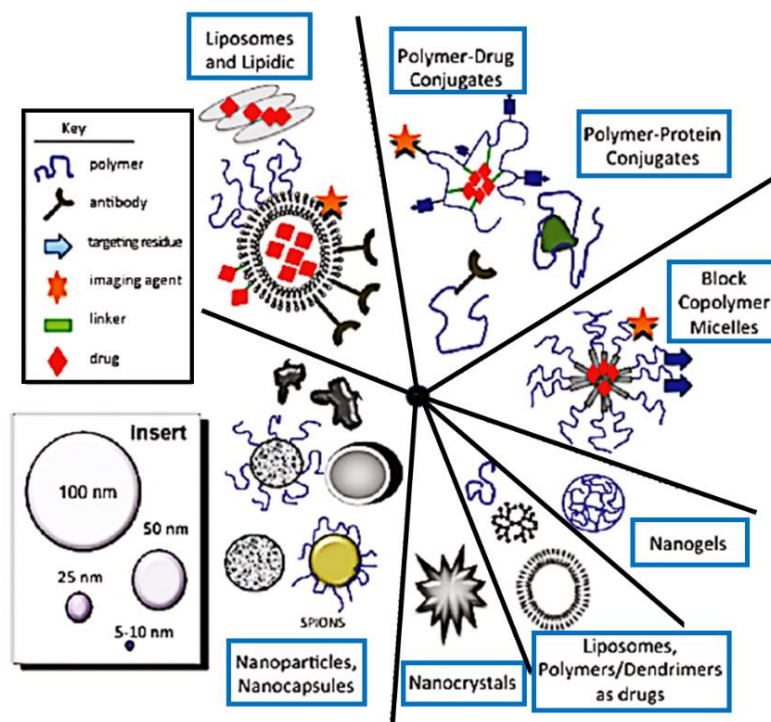 Liposomes
and Lipidic
Polymer-Drug
Conjugates
Polymer-Protein
Conjugates
Key
polymer
antibody
targeting residue
imaging agent
linker
drug
Block
Copolymer
Micelles
Insert
100 nm
50 nm
25 nm
5-10 nm
Nanogels
SPIONS
Nanoparticles,
Nanocapsules
Nanocrystals
Liposomes,
Polymers/Dendrimers
as drugs